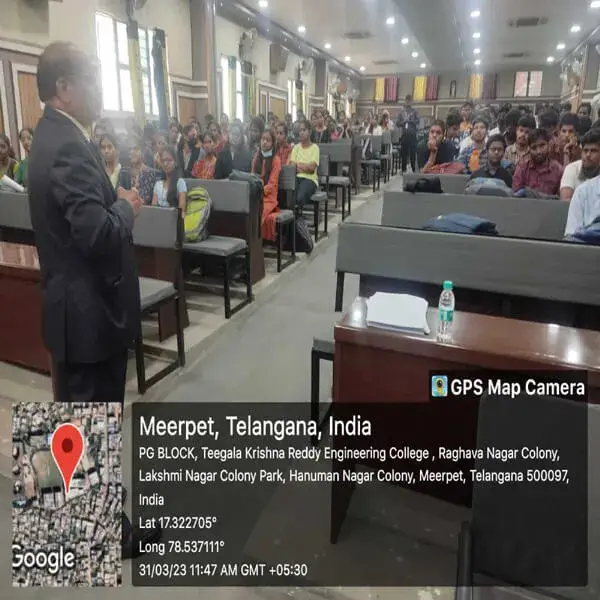 GPS Map Camera
Meerpet, Telangana, India
PG BLOCK, Teegala Krishna Reddy Engineering College , Raghava Nagar Colony,
Lakshmi Nagar Colony Park, Hanuman Nagar Colony, Meerpet, Telangana 500097,
India
Lat 17.322705°
Long 78.537111°
31/03/23 11:47 AM GMT +05:30
Google